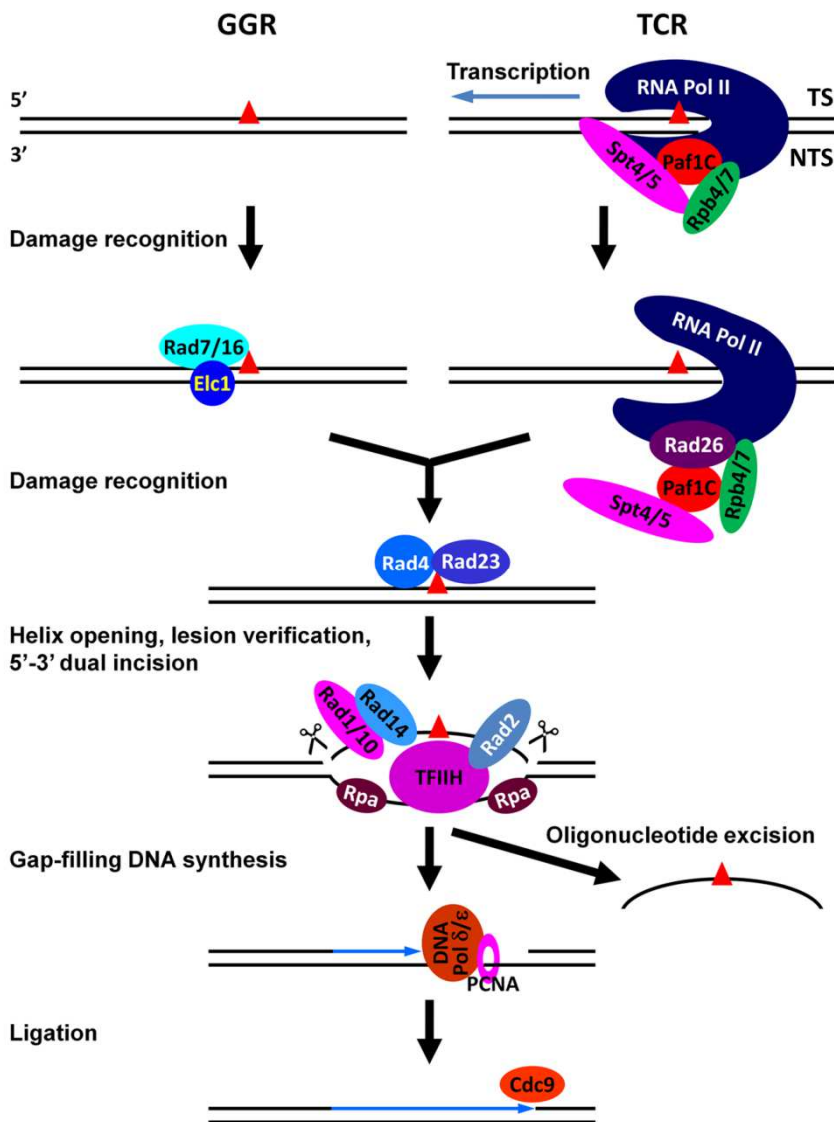 GGR
TCR
Transcription
RNA Pol II
5’
TS
3’
NTS
Spt4/5
Paf1C
Rpb4/7
Damage recognition
Rad7/16
Elc1
RNA Pol II
Rad26
Paf1C
Rpb4/7
Spt4/5
Damage recognition
Rad4
Rad23
Helix opening, lesion verification,
5’-3’ dual incision
Rad1/10
Rad14
Rad2
TFIIH
Rpa
Rpa
Oligonucleotide excision
Gap-filling DNA synthesis
DNA
Pol δ/ε
PCNA
Ligation
Cdc9